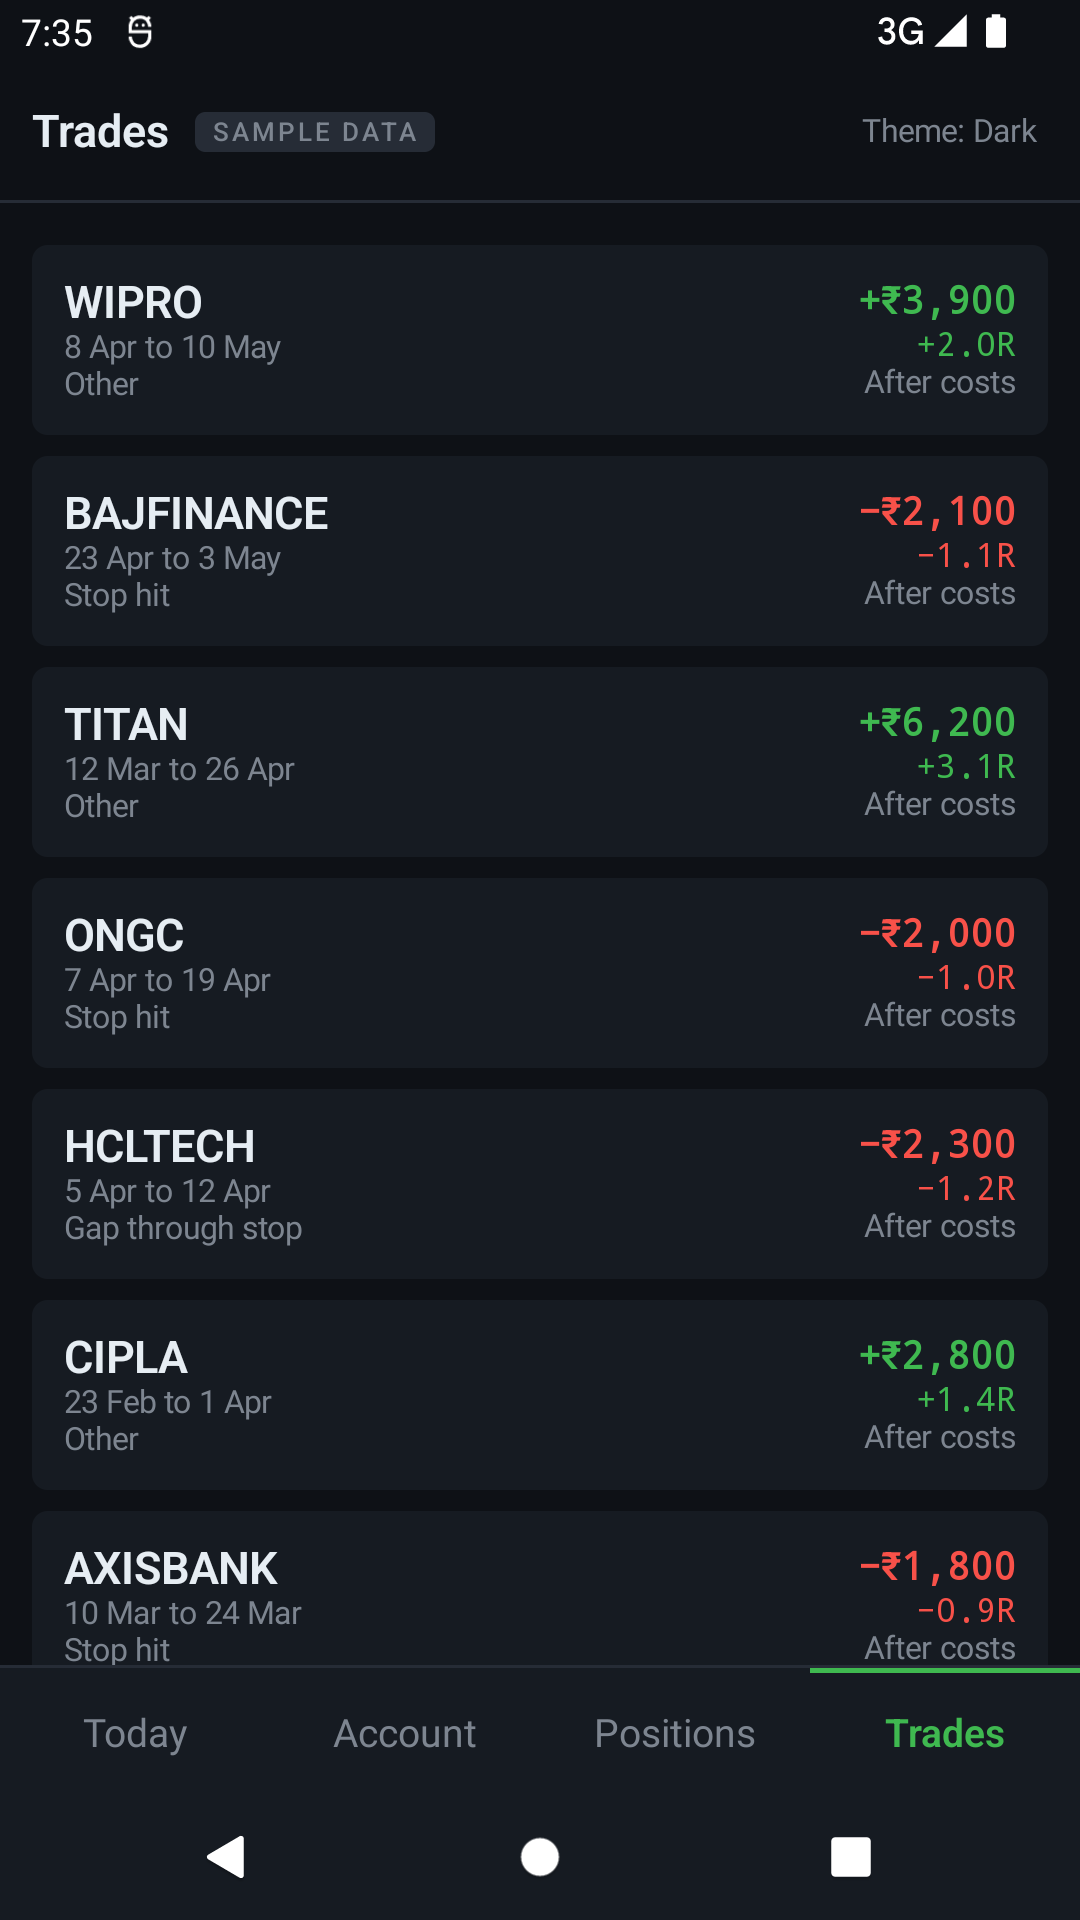 7:35 3G
Trades SAMPLE DATA Theme: Dark
WIPRO +₹3,900
8 Apr to 10 May +2.0R
Other After costs
BAJFINANCE −₹2,100
23 Apr to 3 May −1.1R
Stop hit After costs
TITAN +₹6,200
12 Mar to 26 Apr +3.1R
Other After costs
ONGC −₹2,000
7 Apr to 19 Apr −1.0R
Stop hit After costs
HCLTECH −₹2,300
5 Apr to 12 Apr −1.2R
Gap through stop After costs
CIPLA +₹2,800
23 Feb to 1 Apr +1.4R
Other After costs
AXISBANK −₹1,800
10 Mar to 24 Mar −0.9R
Stop hit After costs
Today Account Positions Trades